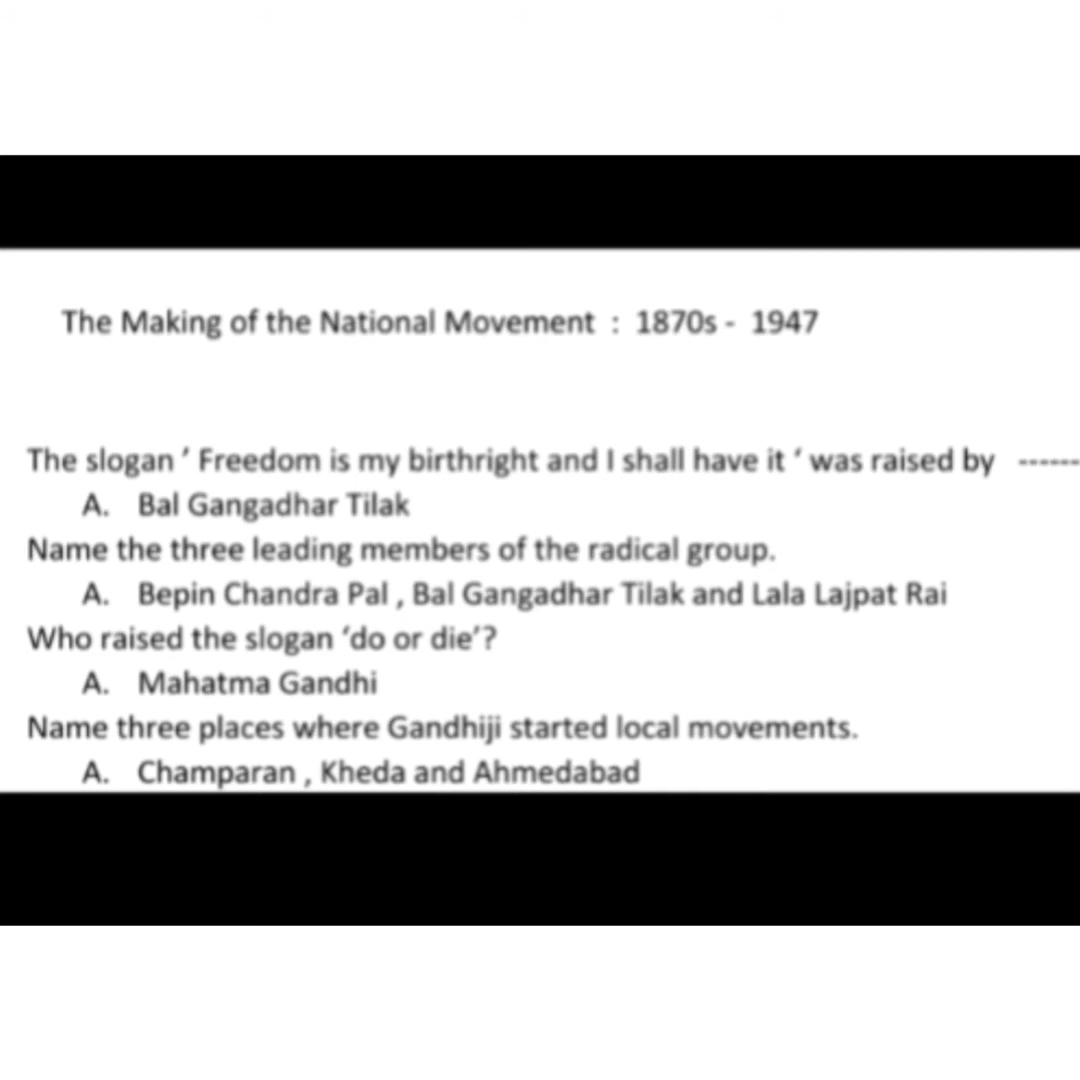 The Making of the National Movement : 1870s - 1947
The slogan ’ Freedom is my birthright and I shall have it ‘ was raised by ------
A. Bal Gangadhar Tilak
Name the three leading members of the radical group.
A. Bepin Chandra Pal , Bal Gangadhar Tilak and Lala Lajpat Rai
Who raised the slogan ‘do or die’?
A. Mahatma Gandhi
Name three places where Gandhiji started local movements.
A. Champaran , Kheda and Ahmedabad